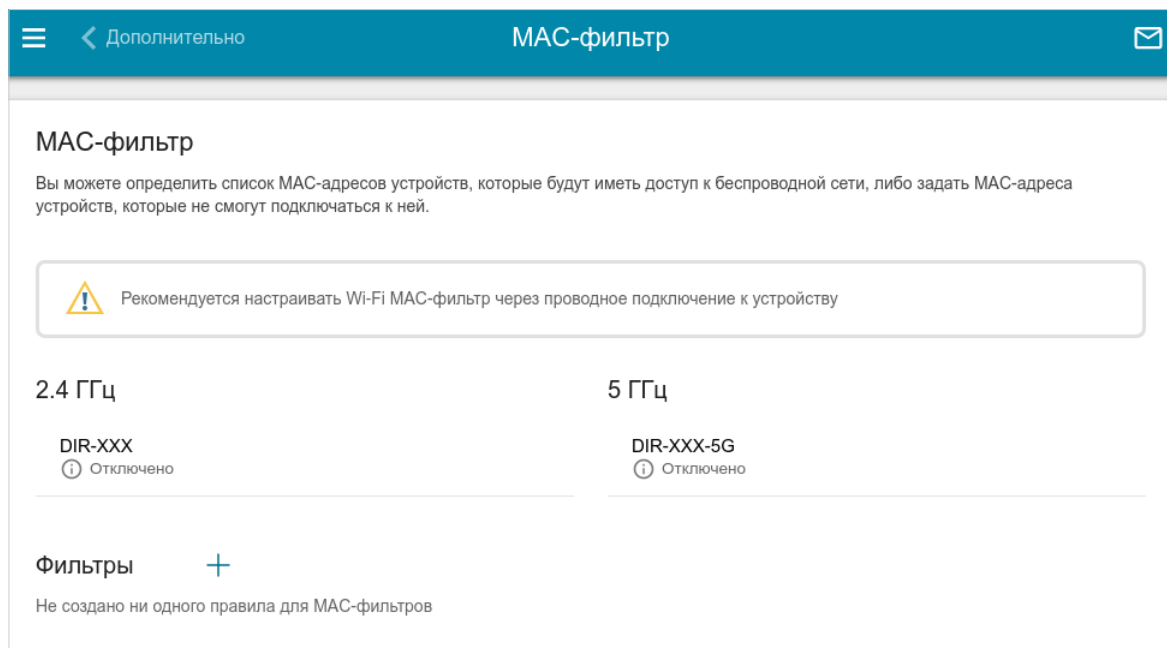 Дополнительно
MAC-фильтр
MAC-фильтр
Вы можете определить список MAC-адресов устройств, которые будут иметь доступ к беспроводной сети, либо задать MAC-адреса
устройств, которые не смогут подключаться к ней.
Рекомендуется настраивать Wi-Fi MAC-фильтр через проводное подключение к устройству
2.4 ГГц
5 ГГц
DIR-XXX
DIR-XXX-5G
Отключено
Отключено
Фильтры
Не создано ни одного правила для MAC-фильтров